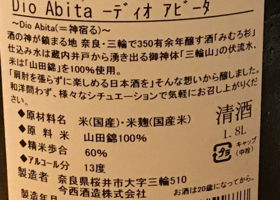 Dio Abita ―ディオ アビータ
～Dio Abita(=神宿る)～
酒の神が鎮まる地 奈良・三輪で350有余年醸す酒「みむろ杉」
仕込み水は蔵内井戸から湧き出る御神体「三輪山」の伏流水、
米は「山田錦」を100%使用。
「肩肘を張らずに楽しめる日本酒を」そんな想いから醸しました。
和洋問わず、様々なシチュエーションで気軽にお召し上がりください。
◆原材料名 米(国産)・米麹(国産米)
◆原料米 山田錦100%
◆精米歩合 60%
◆アルコール分 13度
製造者 奈良県桜井市大字三輪510
今西酒造株式会社
製造年月
清酒
1.8L
キャップ
(中栓)
お酒は20歳になってから。